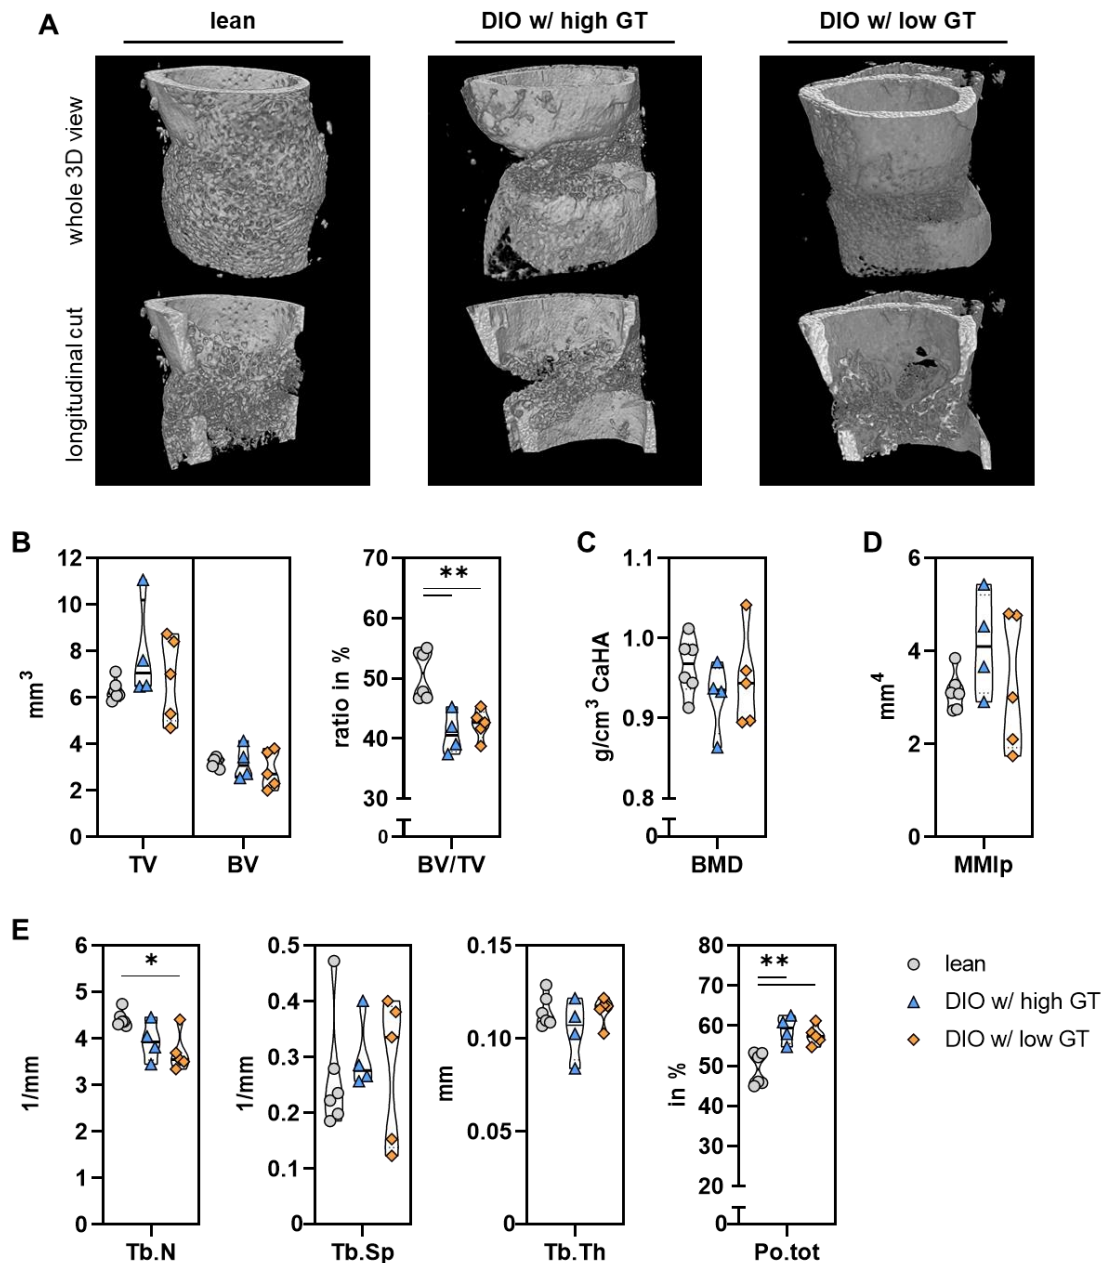 A
lean
DIO w/ high GT
DIO w/ low GT
whole 3D view
longitudinal cut
B
mm3
12
10
8
6
4
2
0
TV
BV
ratio in %
70
60
50
40
30
0
**
BV/TV
C
g/cm3 CaHA
1.0
0.9
0.8
0
BMD
D
mm4
6
4
2
0
MMIp
E
1/mm
6
5
4
3
2
1
0
*
Tb.N
1/mm
0.5
0.4
0.3
0.2
0.1
0
Tb.Sp
mm
0.15
0.10
0.05
0
Tb.Th
in %
80
70
60
50
40
30
20
0
**
Po.tot
lean
DIO w/ high GT
DIO w/ low GT